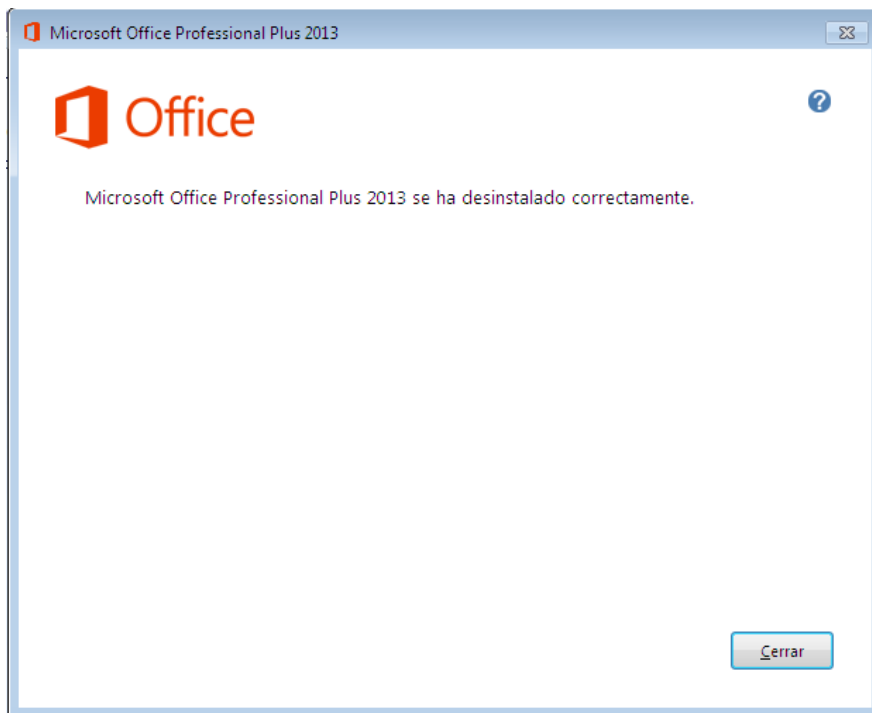 Microsoft Office Professional Plus 2013
Office
?
Microsoft Office Professional Plus 2013 se ha desinstalado correctamente.
Cerrar